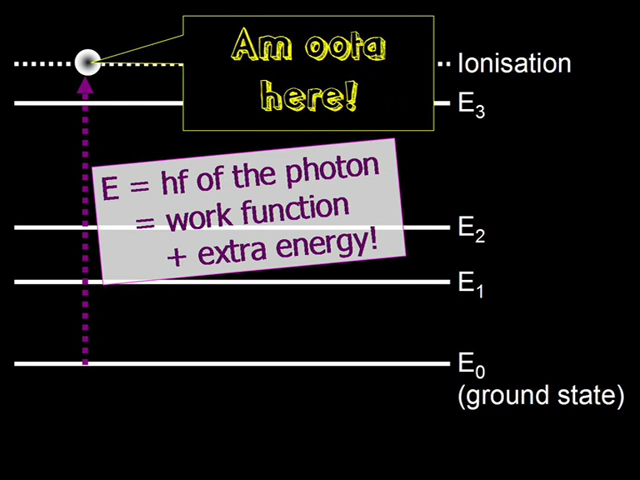 Am oota
here!
Ionisation
E3
E = hf of the photon
= work function
+ extra energy!
E2
E1
E0
(ground state)